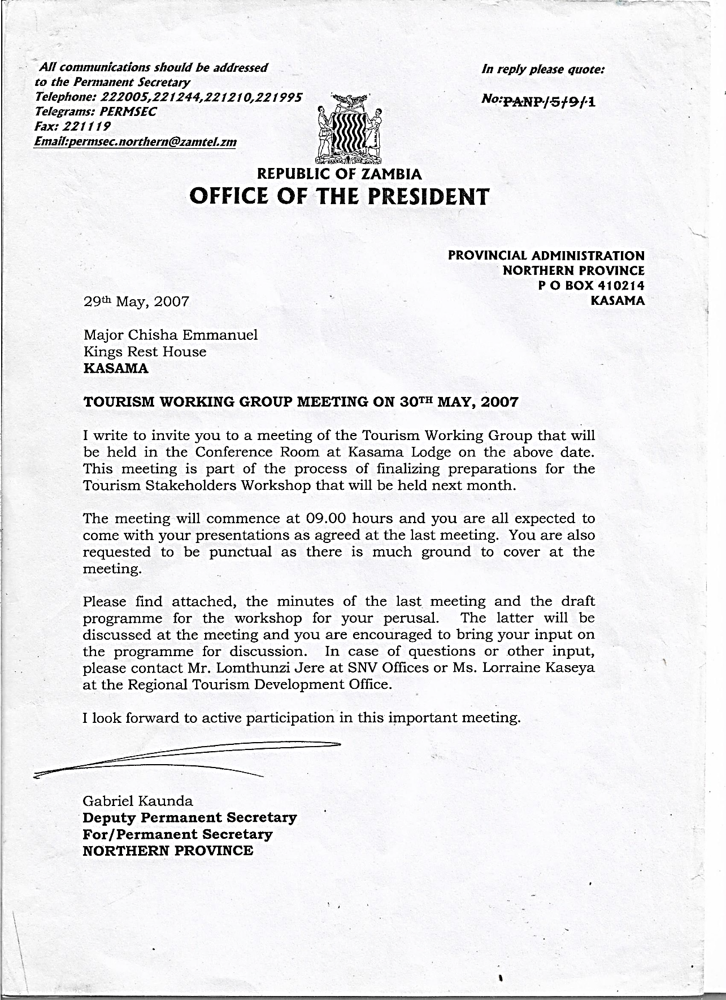 All communications should be addressed
to the Permanent Secretary
Telephone: 222005,221244,221210,221995
Telegrams: PERMSEC
Fax: 221119
Email:permsec.northern@zamtel.zm
In reply please quote:
No:PANP/5/9/1
REPUBLIC OF ZAMBIA
OFFICE OF THE PRESIDENT
PROVINCIAL ADMINISTRATION
NORTHERN PROVINCE
P O BOX 410214
KASAMA
29th May, 2007
Major Chisha Emmanuel
Kings Rest House
KASAMA
TOURISM WORKING GROUP MEETING ON 30TH MAY, 2007
I write to invite you to a meeting of the Tourism Working Group that will
be held in the Conference Room at Kasama Lodge on the above date.
This meeting is part of the process of finalizing preparations for the
Tourism Stakeholders Workshop that will be held next month.
The meeting will commence at 09.00 hours and you are all expected to
come with your presentations as agreed at the last meeting. You are also
requested to be punctual as there is much ground to cover at the
meeting.
Please find attached, the minutes of the last meeting and the draft
programme for the workshop for your perusal. The latter will be
discussed at the meeting and you are encouraged to bring your input on
the programme for discussion. In case of questions or other input,
please contact Mr. Lomthunzi Jere at SNV Offices or Ms. Lorraine Kaseya
at the Regional Tourism Development Office.
I look forward to active participation in this important meeting.
Gabriel Kaunda
Deputy Permanent Secretary
For/Permanent Secretary
NORTHERN PROVINCE